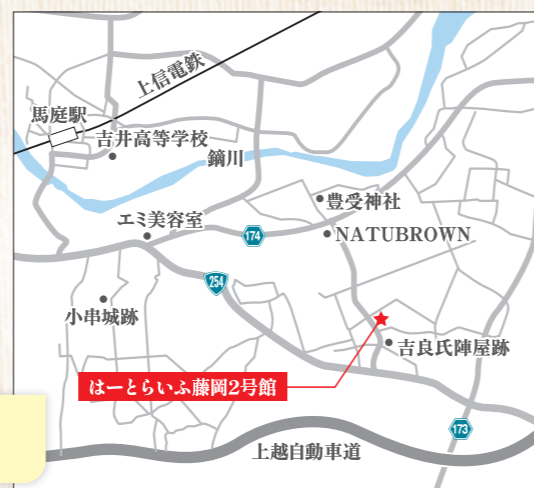 上信電鉄
馬庭駅
吉井高等学校
鏑川
豊受神社
エミ美容室
174
NATUBROWN
254
小串城跡
吉良氏陣屋跡
はーとらいふ藤岡2号館
173
上越自動車道